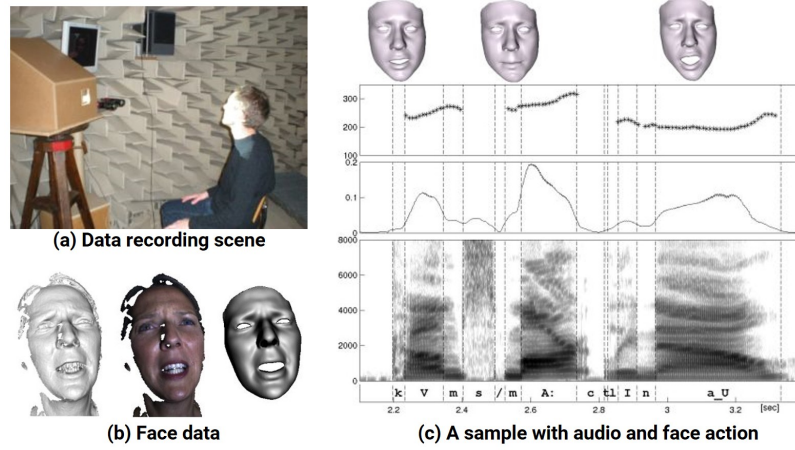 (a) Data recording scene
(b) Face data
300
200
100
0.2
0.1
0
8000
6000
4000
2000
0
k V m s / m A: c tl I n a_U
2.2 2.4 2.6 2.8 3 3.2 [sec]
(c) A sample with audio and face action